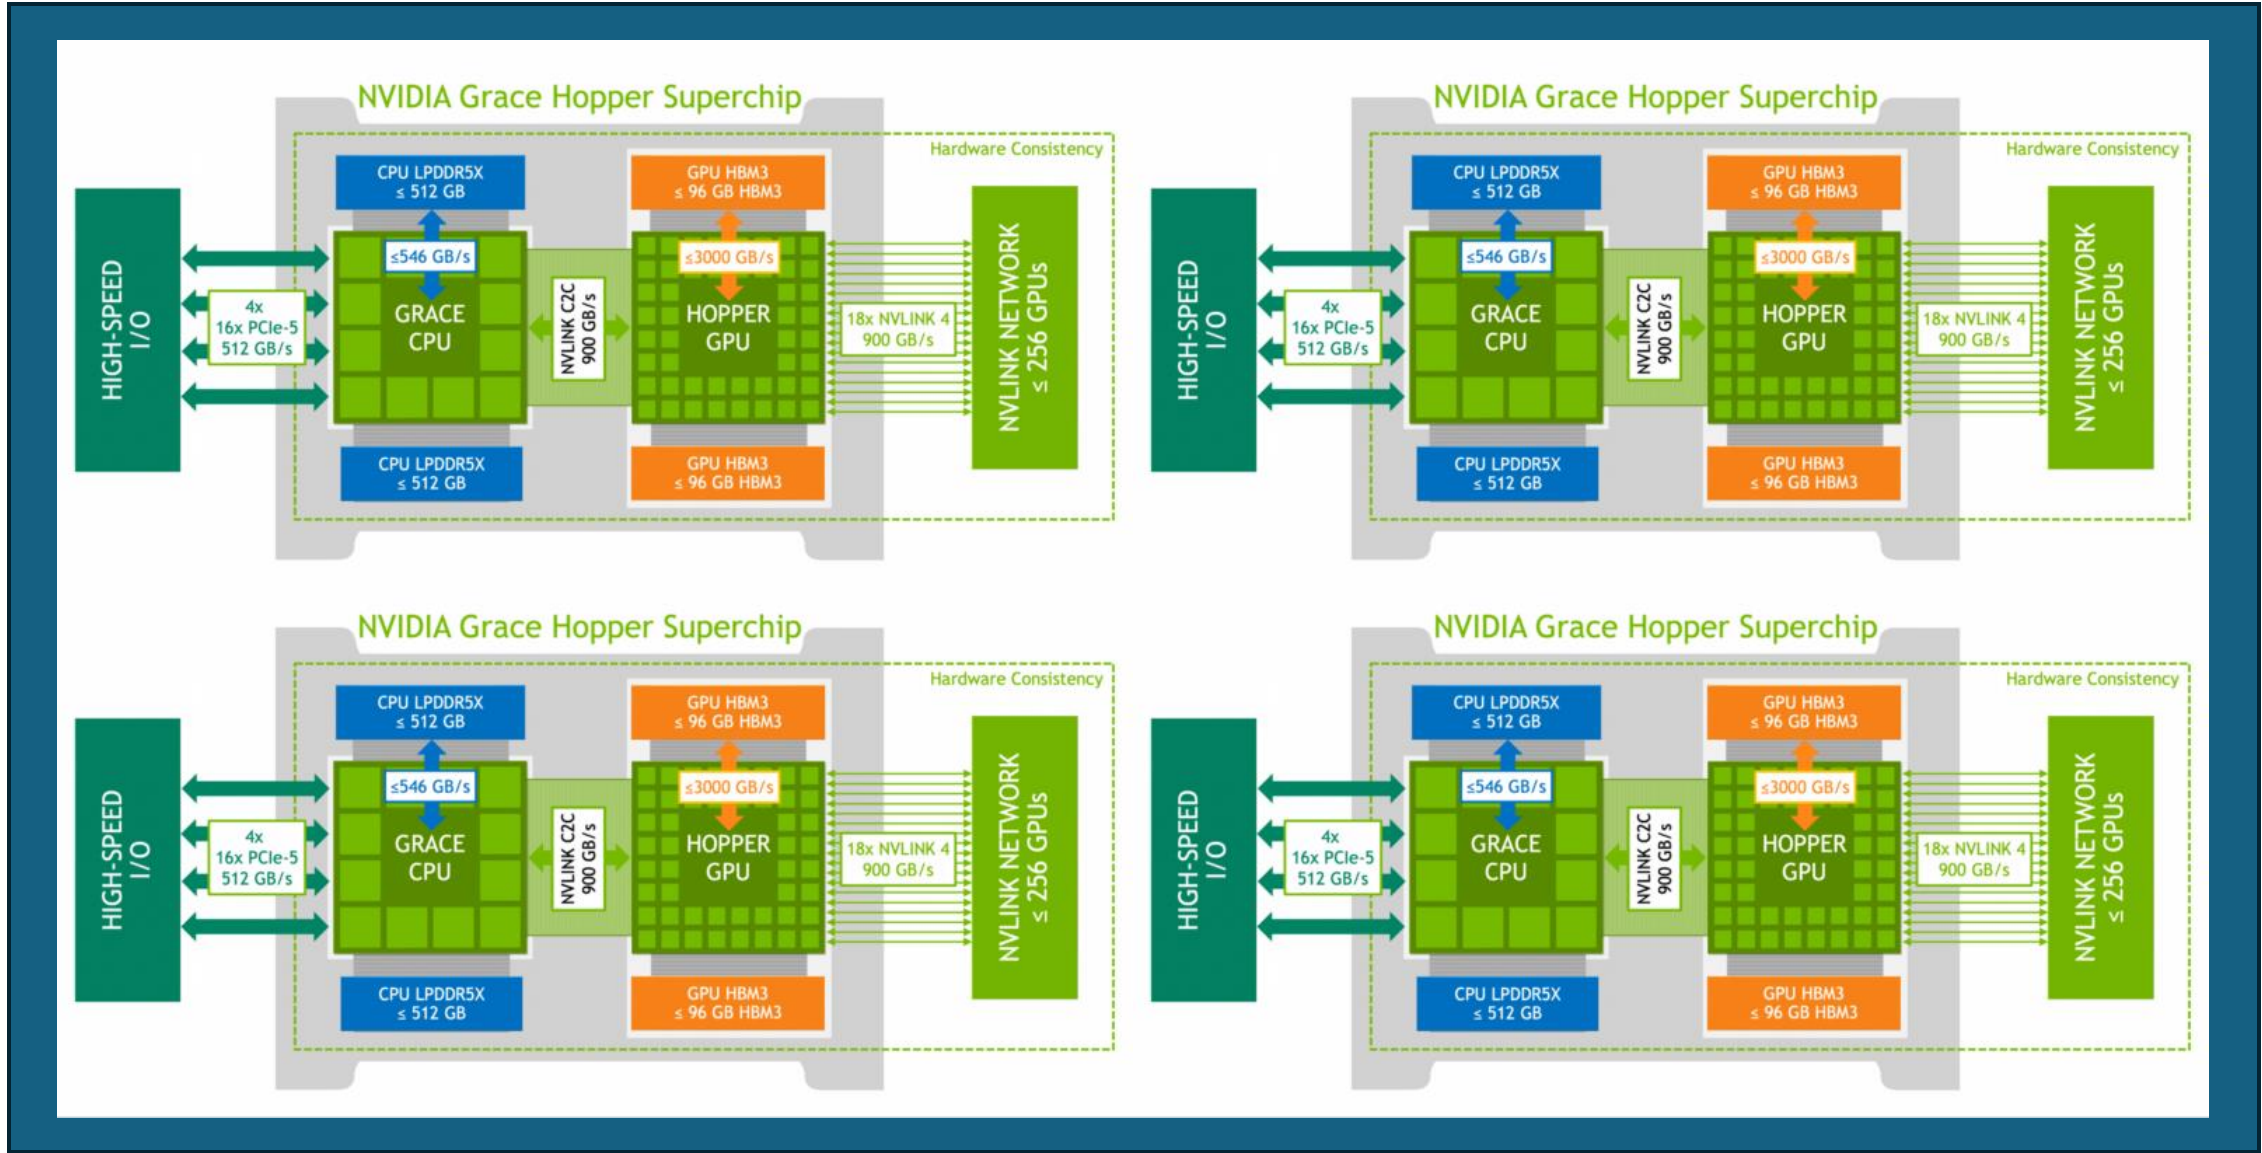 NVIDIA Grace Hopper Superchip
Hardware Consistency
CPU LPDDR5X
≤ 512 GB
GPU HBM3
≤ 96 GB HBM3
HIGH-SPEED
I/O
4x
16x PCIe-5
512 GB/s
≤546 GB/s
GRACE
CPU
NVLINK C2C
900 GB/s
≤3000 GB/s
HOPPER
GPU
18x NVLINK 4
900 GB/s
NVLINK NETWORK
≤ 256 GPUs
CPU LPDDR5X
≤ 512 GB
GPU HBM3
≤ 96 GB HBM3
NVIDIA Grace Hopper Superchip
Hardware Consistency
CPU LPDDR5X
≤ 512 GB
GPU HBM3
≤ 96 GB HBM3
HIGH-SPEED
I/O
4x
16x PCIe-5
512 GB/s
≤546 GB/s
GRACE
CPU
NVLINK C2C
900 GB/s
≤3000 GB/s
HOPPER
GPU
18x NVLINK 4
900 GB/s
NVLINK NETWORK
≤ 256 GPUs
CPU LPDDR5X
≤ 512 GB
GPU HBM3
≤ 96 GB HBM3
NVIDIA Grace Hopper Superchip
Hardware Consistency
CPU LPDDR5X
≤ 512 GB
GPU HBM3
≤ 96 GB HBM3
HIGH-SPEED
I/O
4x
16x PCIe-5
512 GB/s
≤546 GB/s
GRACE
CPU
NVLINK C2C
900 GB/s
≤3000 GB/s
HOPPER
GPU
18x NVLINK 4
900 GB/s
NVLINK NETWORK
≤ 256 GPUs
CPU LPDDR5X
≤ 512 GB
GPU HBM3
≤ 96 GB HBM3
NVIDIA Grace Hopper Superchip
Hardware Consistency
CPU LPDDR5X
≤ 512 GB
GPU HBM3
≤ 96 GB HBM3
HIGH-SPEED
I/O
4x
16x PCIe-5
512 GB/s
≤546 GB/s
GRACE
CPU
NVLINK C2C
900 GB/s
≤3000 GB/s
HOPPER
GPU
18x NVLINK 4
900 GB/s
NVLINK NETWORK
≤ 256 GPUs
CPU LPDDR5X
≤ 512 GB
GPU HBM3
≤ 96 GB HBM3